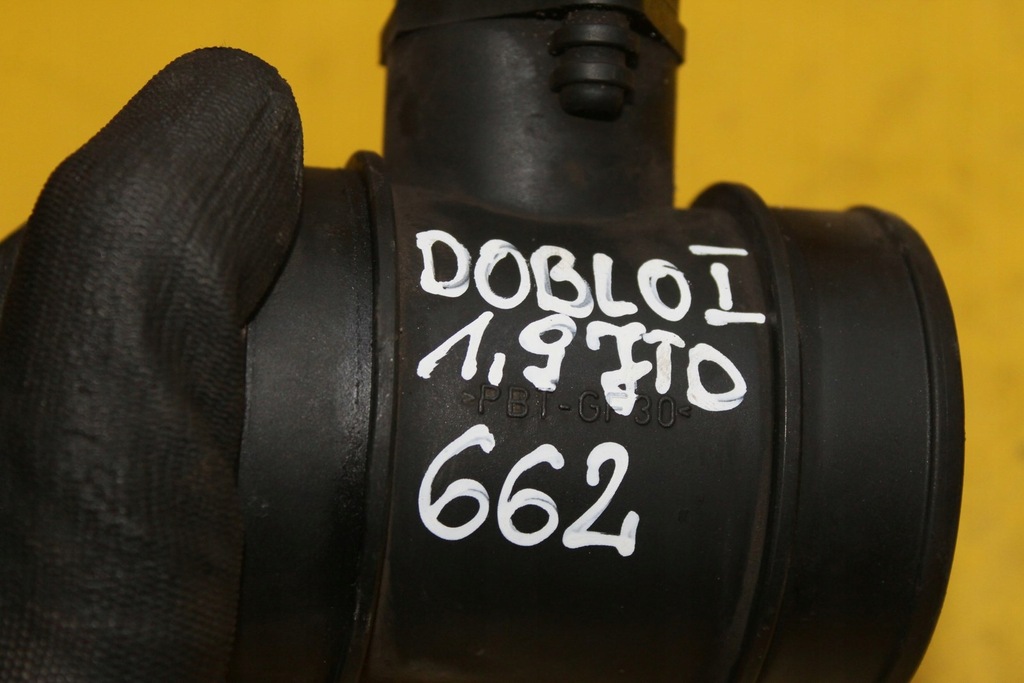 DOBLO I
1,9 JTD
>PBT-GF30<
662